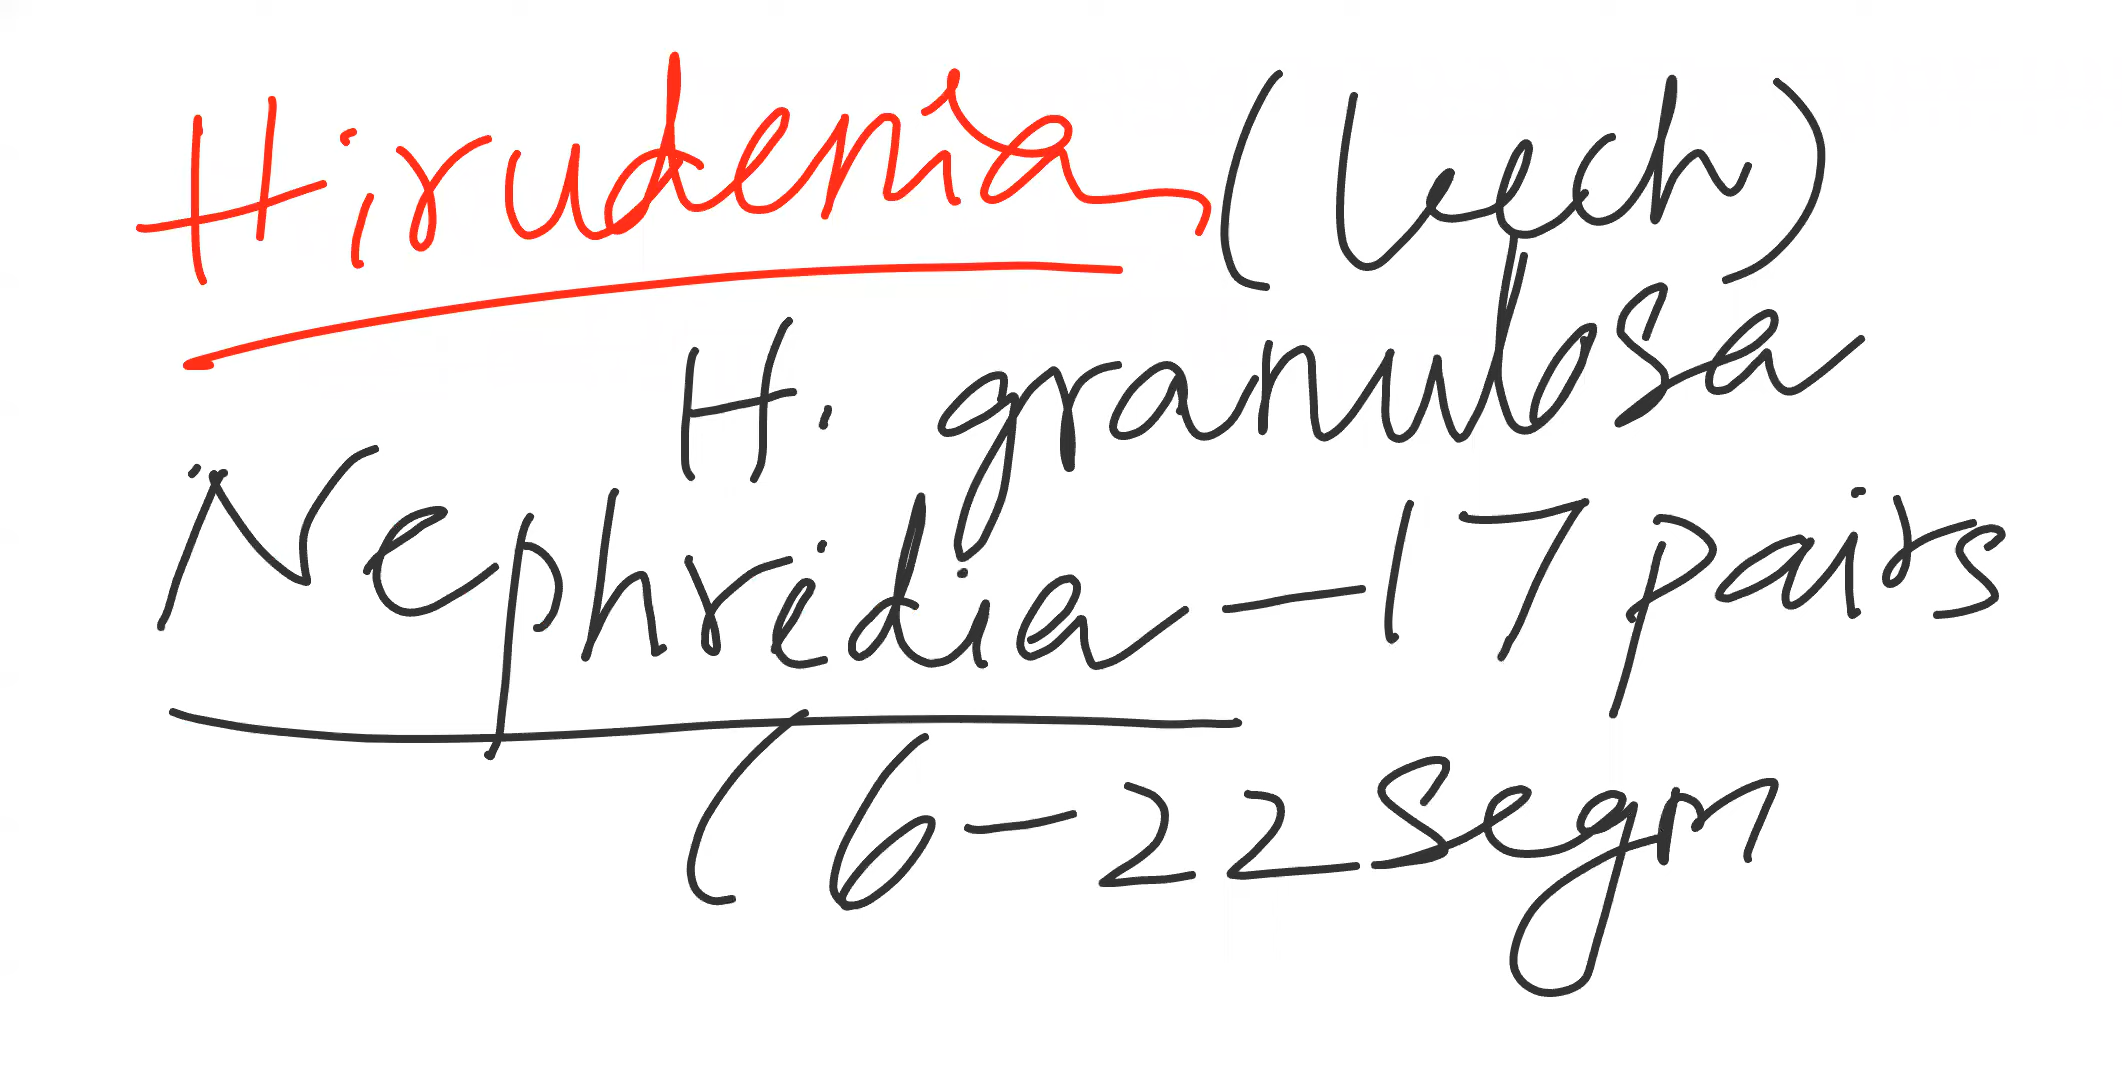 Hirudenia (Leech)
H. granulosa
Nephridia - 17 pairs
(6-22 segm